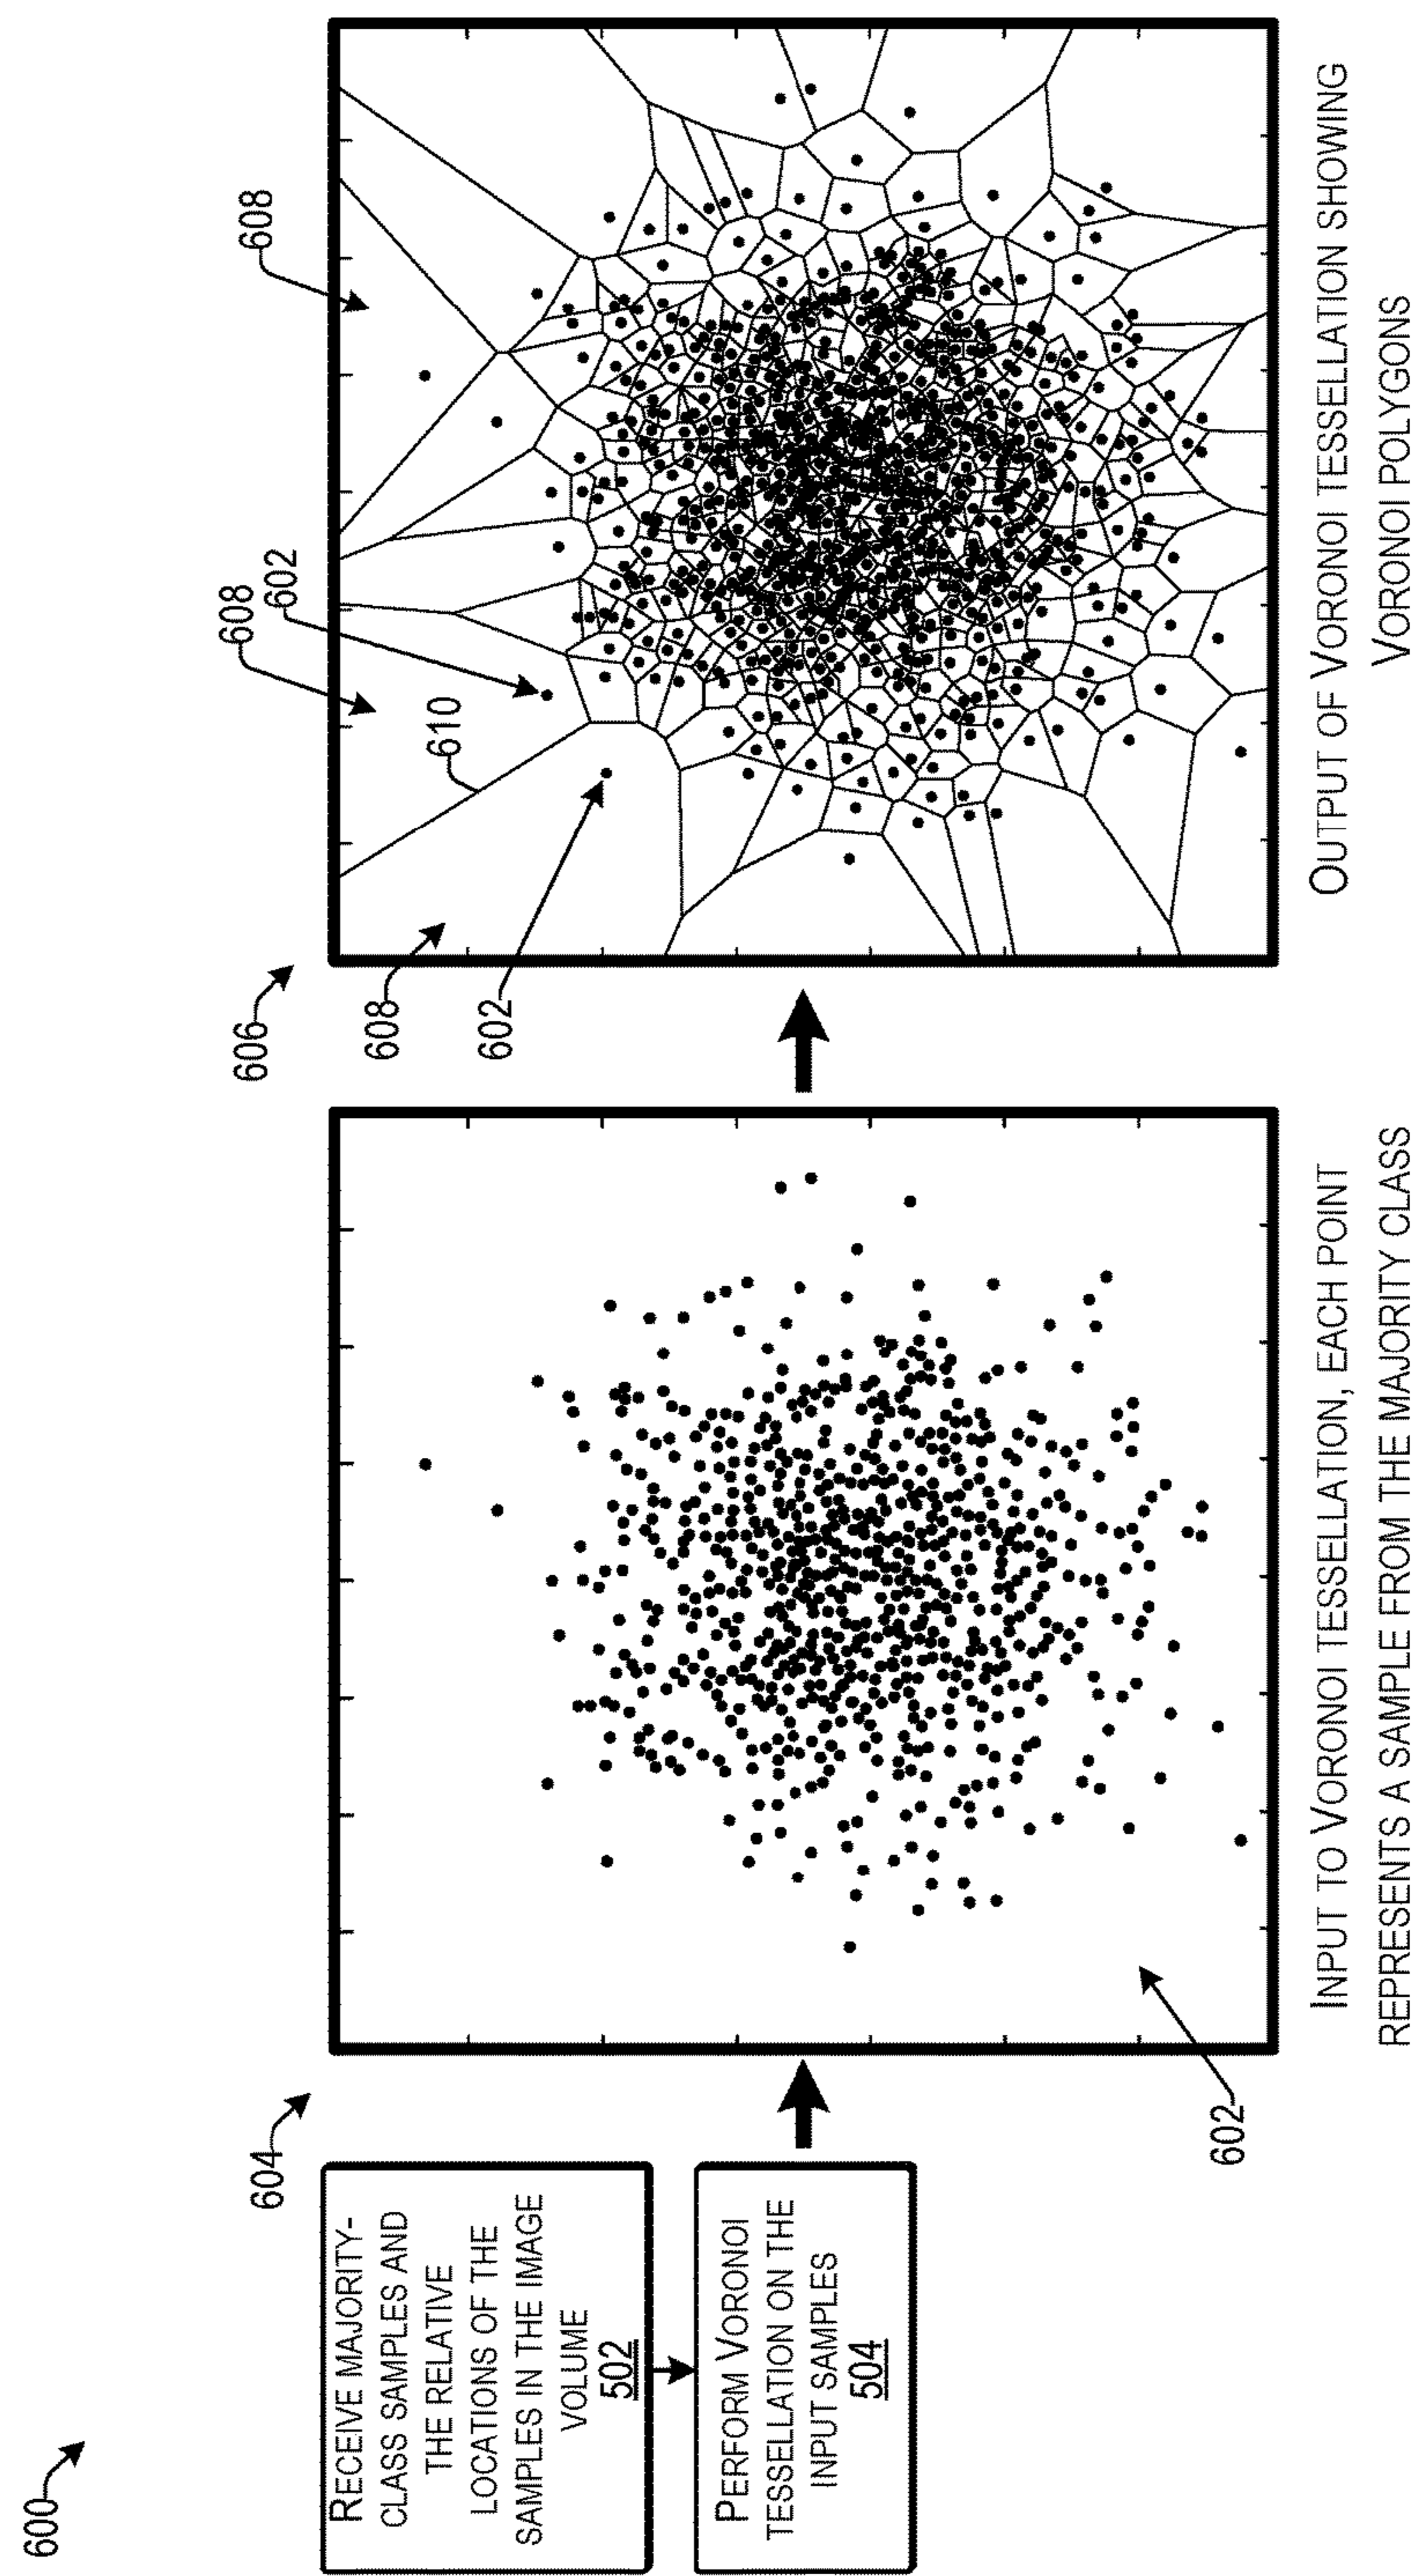 600
RECEIVE MAJORITY-
CLASS SAMPLES AND
THE RELATIVE
LOCATIONS OF THE
SAMPLES IN THE IMAGE
VOLUME
502
PERFORM VORONOI
TESSELLATION ON THE
INPUT SAMPLES
504
604
602
INPUT TO VORONOI TESSELLATION, EACH POINT
REPRESENTS A SAMPLE FROM THE MAJORITY CLASS
606
608
602
610
608
602
608
OUTPUT OF VORONOI TESSELLATION SHOWING
VORONOI POLYGONS